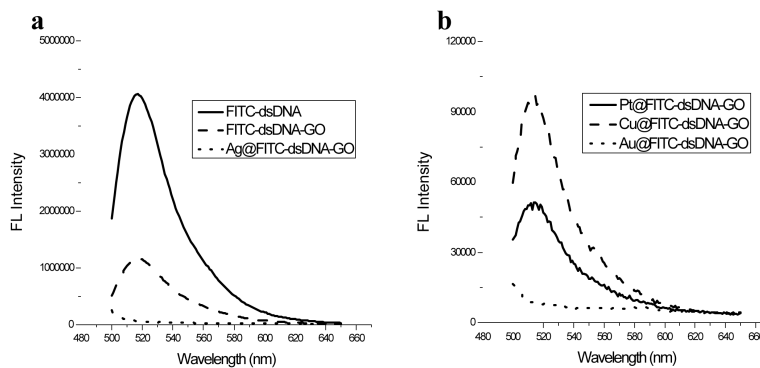 a
5000000
4000000
3000000
2000000
1000000
0
FL Intensity
FITC-dsDNA
FITC-dsDNA-GO
Ag@FITC-dsDNA-GO
480 500 520 540 560 580 600 620 640 660
Wavelength (nm)
b
120000
90000
60000
30000
0
FL Intensity
Pt@FITC-dsDNA-GO
Cu@FITC-dsDNA-GO
Au@FITC-dsDNA-GO
480 500 520 540 560 580 600 620 640 660
Wavelength (nm)